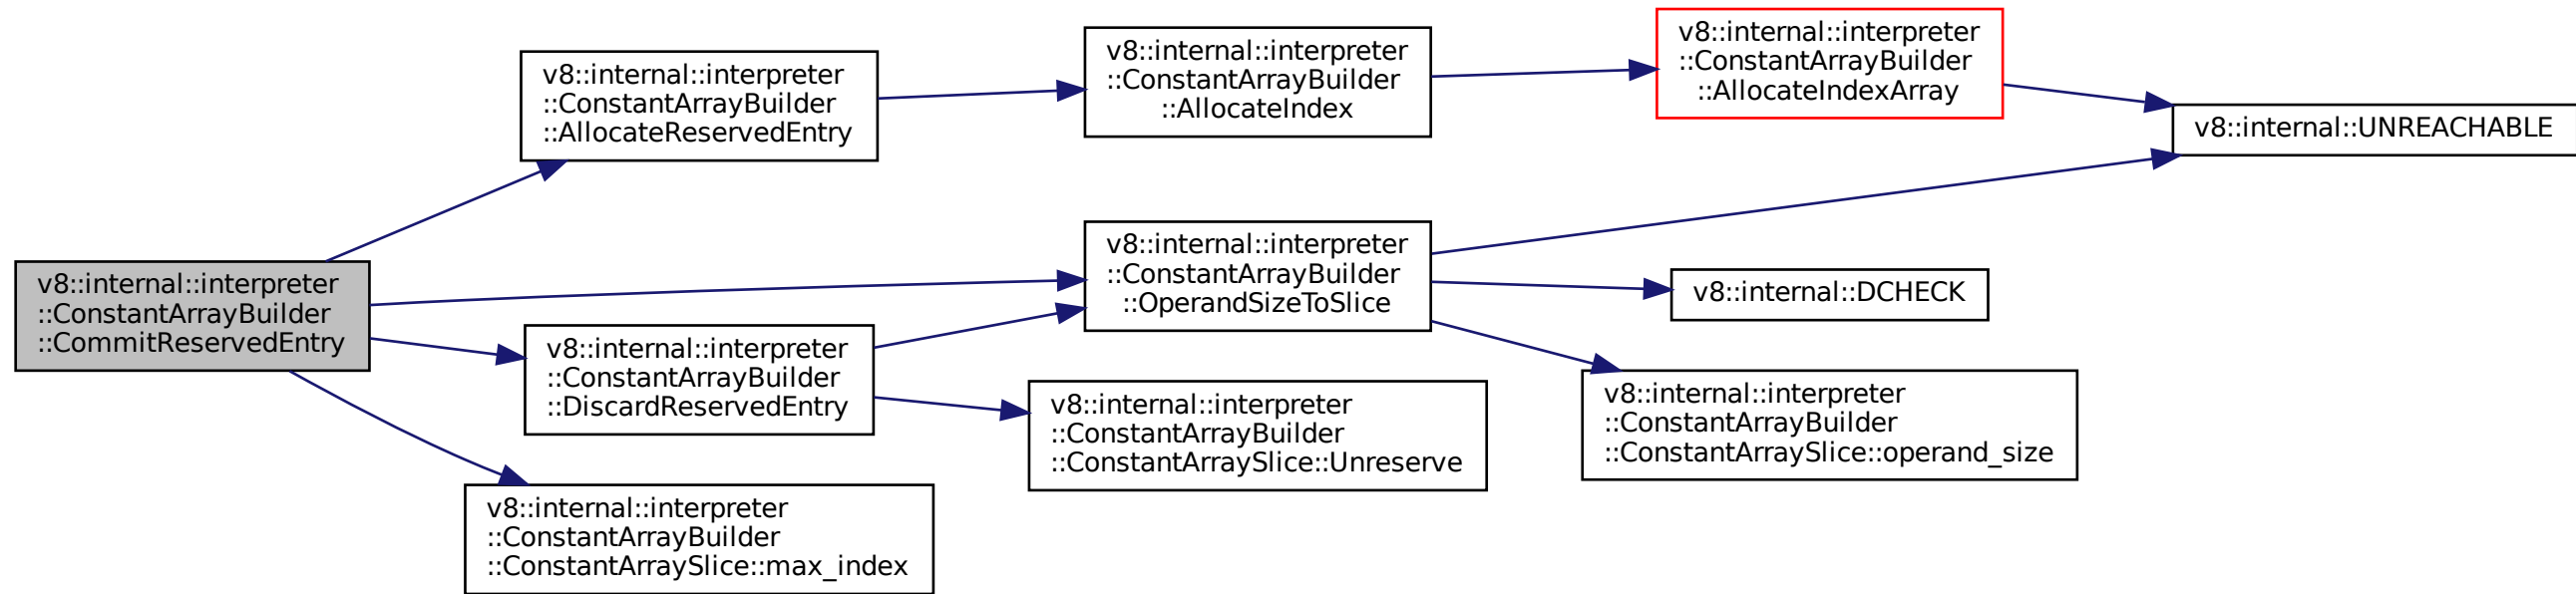 v8::internal::interpreter
::ConstantArrayBuilder
::CommitReservedEntry
v8::internal::interpreter
::ConstantArrayBuilder
::AllocateReservedEntry
v8::internal::interpreter
::ConstantArrayBuilder
::AllocateIndex
v8::internal::interpreter
::ConstantArrayBuilder
::AllocateIndexArray
v8::internal::UNREACHABLE
v8::internal::interpreter
::ConstantArrayBuilder
::OperandSizeToSlice
v8::internal::DCHECK
v8::internal::interpreter
::ConstantArrayBuilder
::ConstantArraySlice::operand_size
v8::internal::interpreter
::ConstantArrayBuilder
::DiscardReservedEntry
v8::internal::interpreter
::ConstantArrayBuilder
::ConstantArraySlice::Unreserve
v8::internal::interpreter
::ConstantArrayBuilder
::ConstantArraySlice::max_index